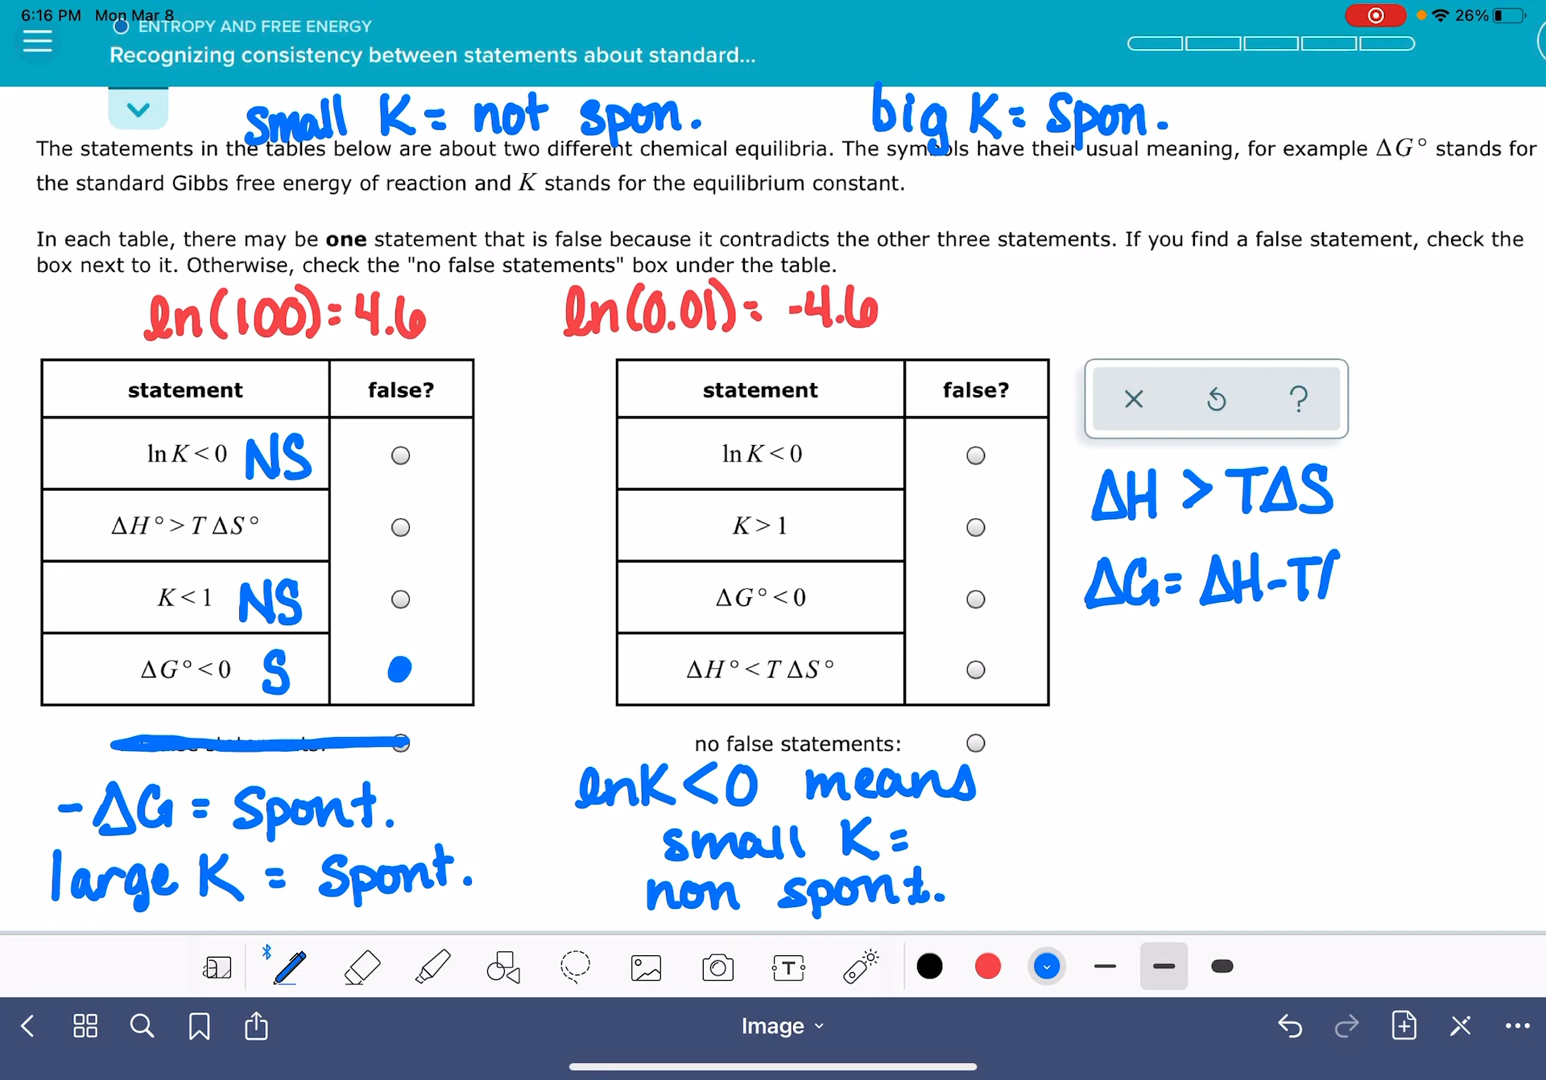 6:16 PM Mon Mar 8
26%
ENTROPY AND FREE ENERGY
Recognizing consistency between statements about standard...
small K = not spon.
big K = Spon.
The statements in the tables below are about two different chemical equilibria. The symbols have their usual meaning, for example ΔG° stands for
the standard Gibbs free energy of reaction and K stands for the equilibrium constant.
In each table, there may be one statement that is false because it contradicts the other three statements. If you find a false statement, check the
box next to it. Otherwise, check the "no false statements" box under the table.
ln(100) = 4.6
ln(0.01) = -4.6
statement false?
ln K < 0 NS
ΔH° > T ΔS°
K < 1 NS
ΔG° < 0 S
-ΔG = Spont.
large K = Spont.
statement false?
ln K < 0
K > 1
ΔG° < 0
ΔH° < T ΔS°
no false statements:
lnK < 0 means
small K =
non spont.
ΔH > TΔS
ΔG = ΔH - T
Image